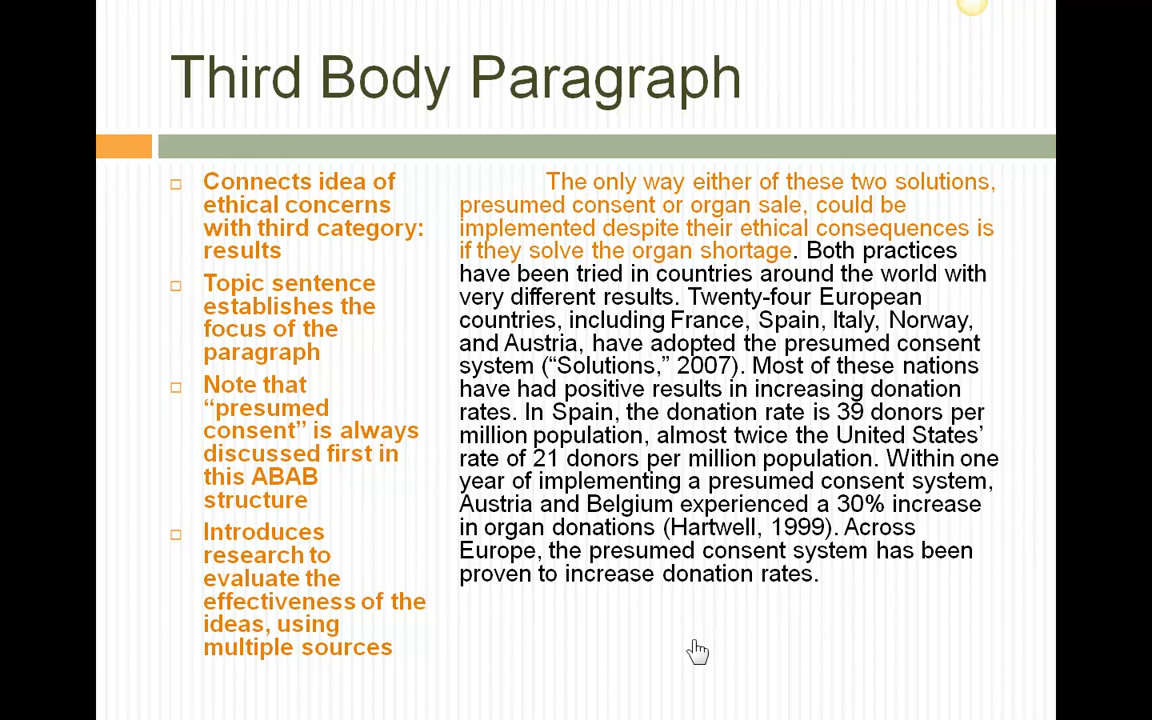 Third Body Paragraph
Connects idea of
ethical concerns
with third category:
results
Topic sentence
establishes the
focus of the
paragraph
Note that
“presumed
consent” is always
discussed first in
this ABAB
structure
Introduces
research to
evaluate the
effectiveness of the
ideas, using
multiple sources
The only way either of these two solutions,
presumed consent or organ sale, could be
implemented despite their ethical consequences is
if they solve the organ shortage. Both practices
have been tried in countries around the world with
very different results. Twenty-four European
countries, including France, Spain, Italy, Norway,
and Austria, have adopted the presumed consent
system (“Solutions,” 2007). Most of these nations
have had positive results in increasing donation
rates. In Spain, the donation rate is 39 donors per
million population, almost twice the United States’
rate of 21 donors per million population. Within one
year of implementing a presumed consent system,
Austria and Belgium experienced a 30% increase
in organ donations (Hartwell, 1999). Across
Europe, the presumed consent system has been
proven to increase donation rates.